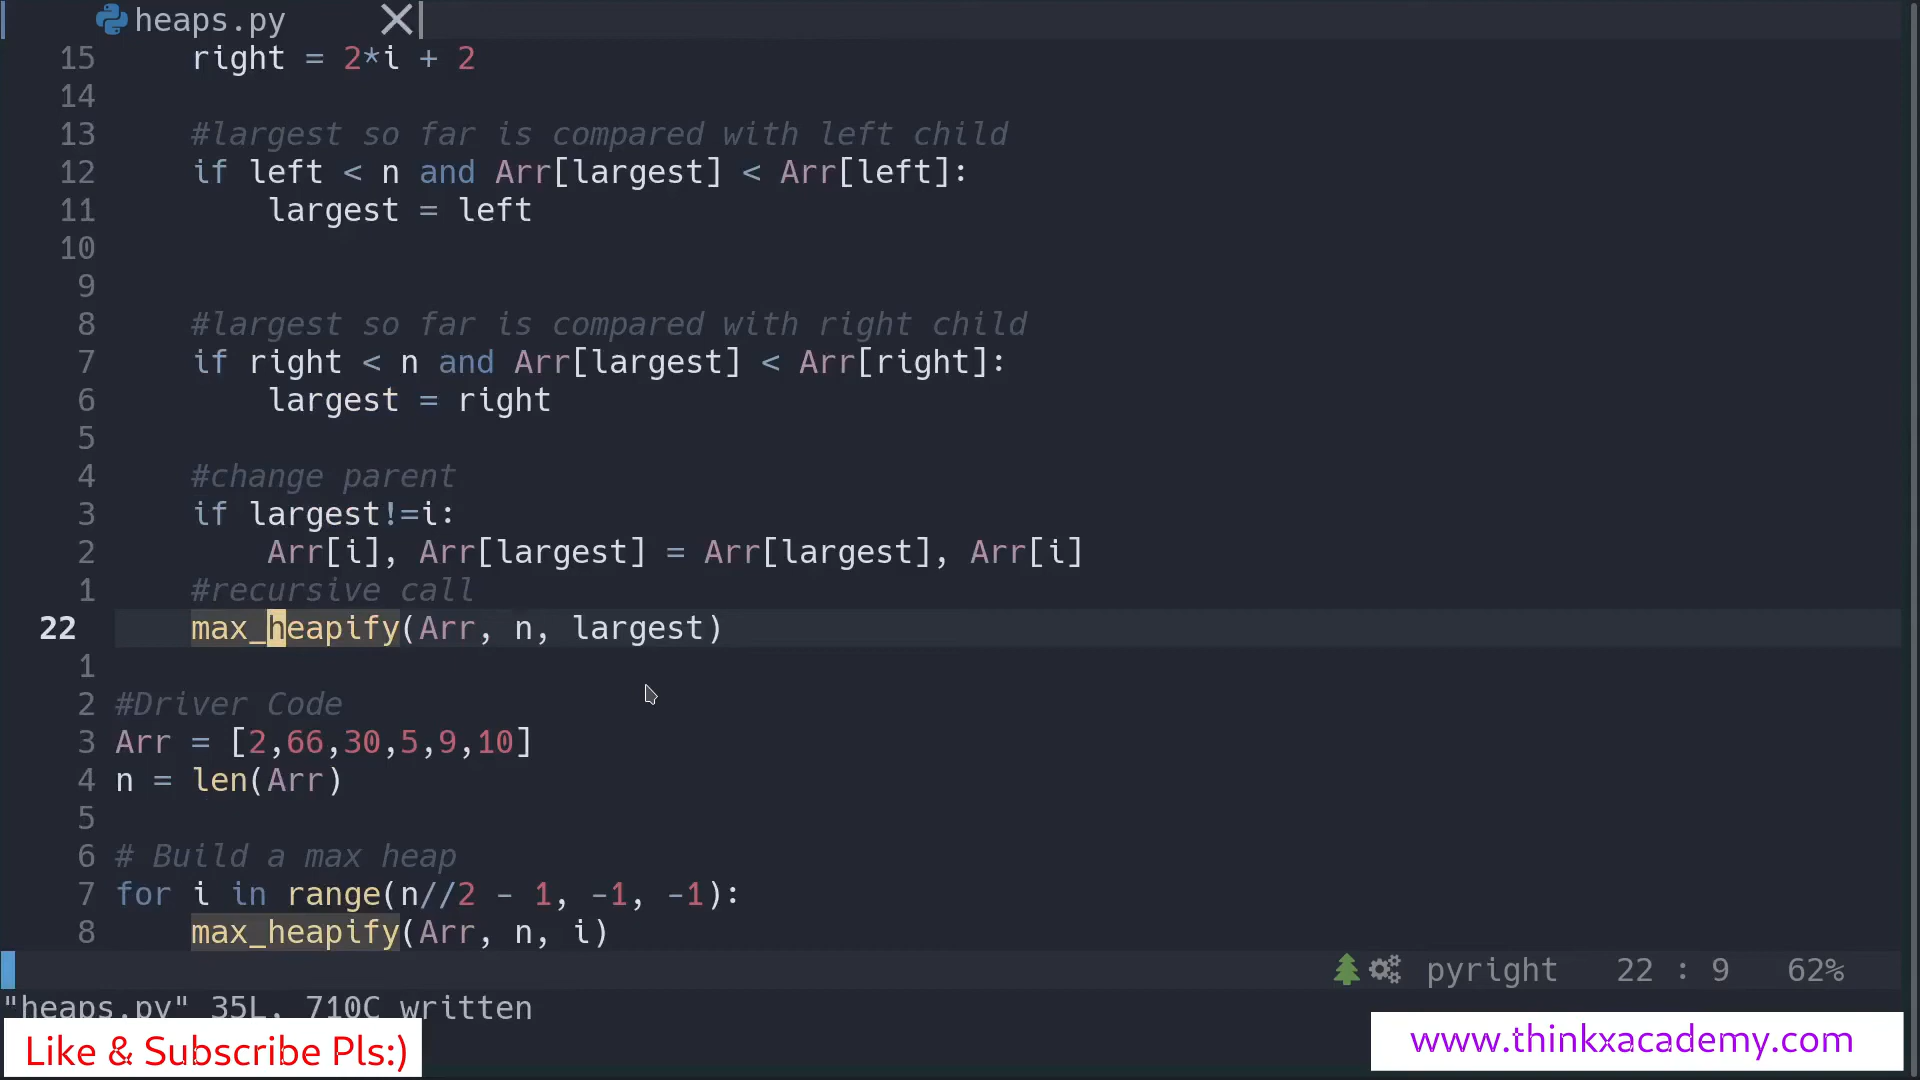 heaps.py
15 right = 2*i + 2
14
13 #largest so far is compared with left child
12 if left < n and Arr[largest] < Arr[left]:
11 largest = left
10
9
8 #largest so far is compared with right child
7 if right < n and Arr[largest] < Arr[right]:
6 largest = right
5
4 #change parent
3 if largest!=i:
2 Arr[i], Arr[largest] = Arr[largest], Arr[i]
1 #recursive call
22 max_heapify(Arr, n, largest)
1
2 #Driver Code
3 Arr = [2,66,30,5,9,10]
4 n = len(Arr)
5
6 # Build a max heap
7 for i in range(n//2 - 1, -1, -1):
8 max_heapify(Arr, n, i)
pyright 22 : 9 62%
"heaps.py" 35L, 710C written
Like & Subscribe Pls:)
www.thinkxacademy.com